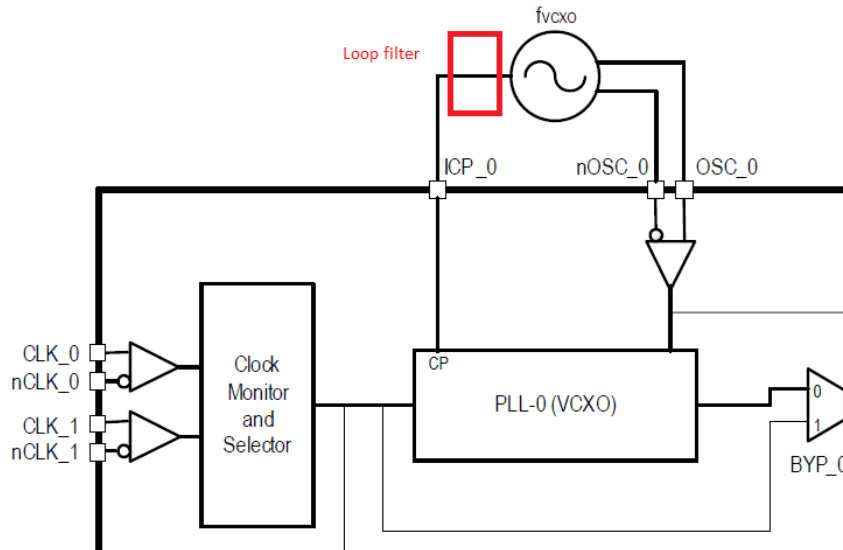 fvcxo
Loop filter
ICP_0
nOSC_0
OSC_0
CLK_0
nCLK_0
CLK_1
nCLK_1
Clock
Monitor
and
Selector
CP
PLL-0 (VCXO)
0
1
BYP_0